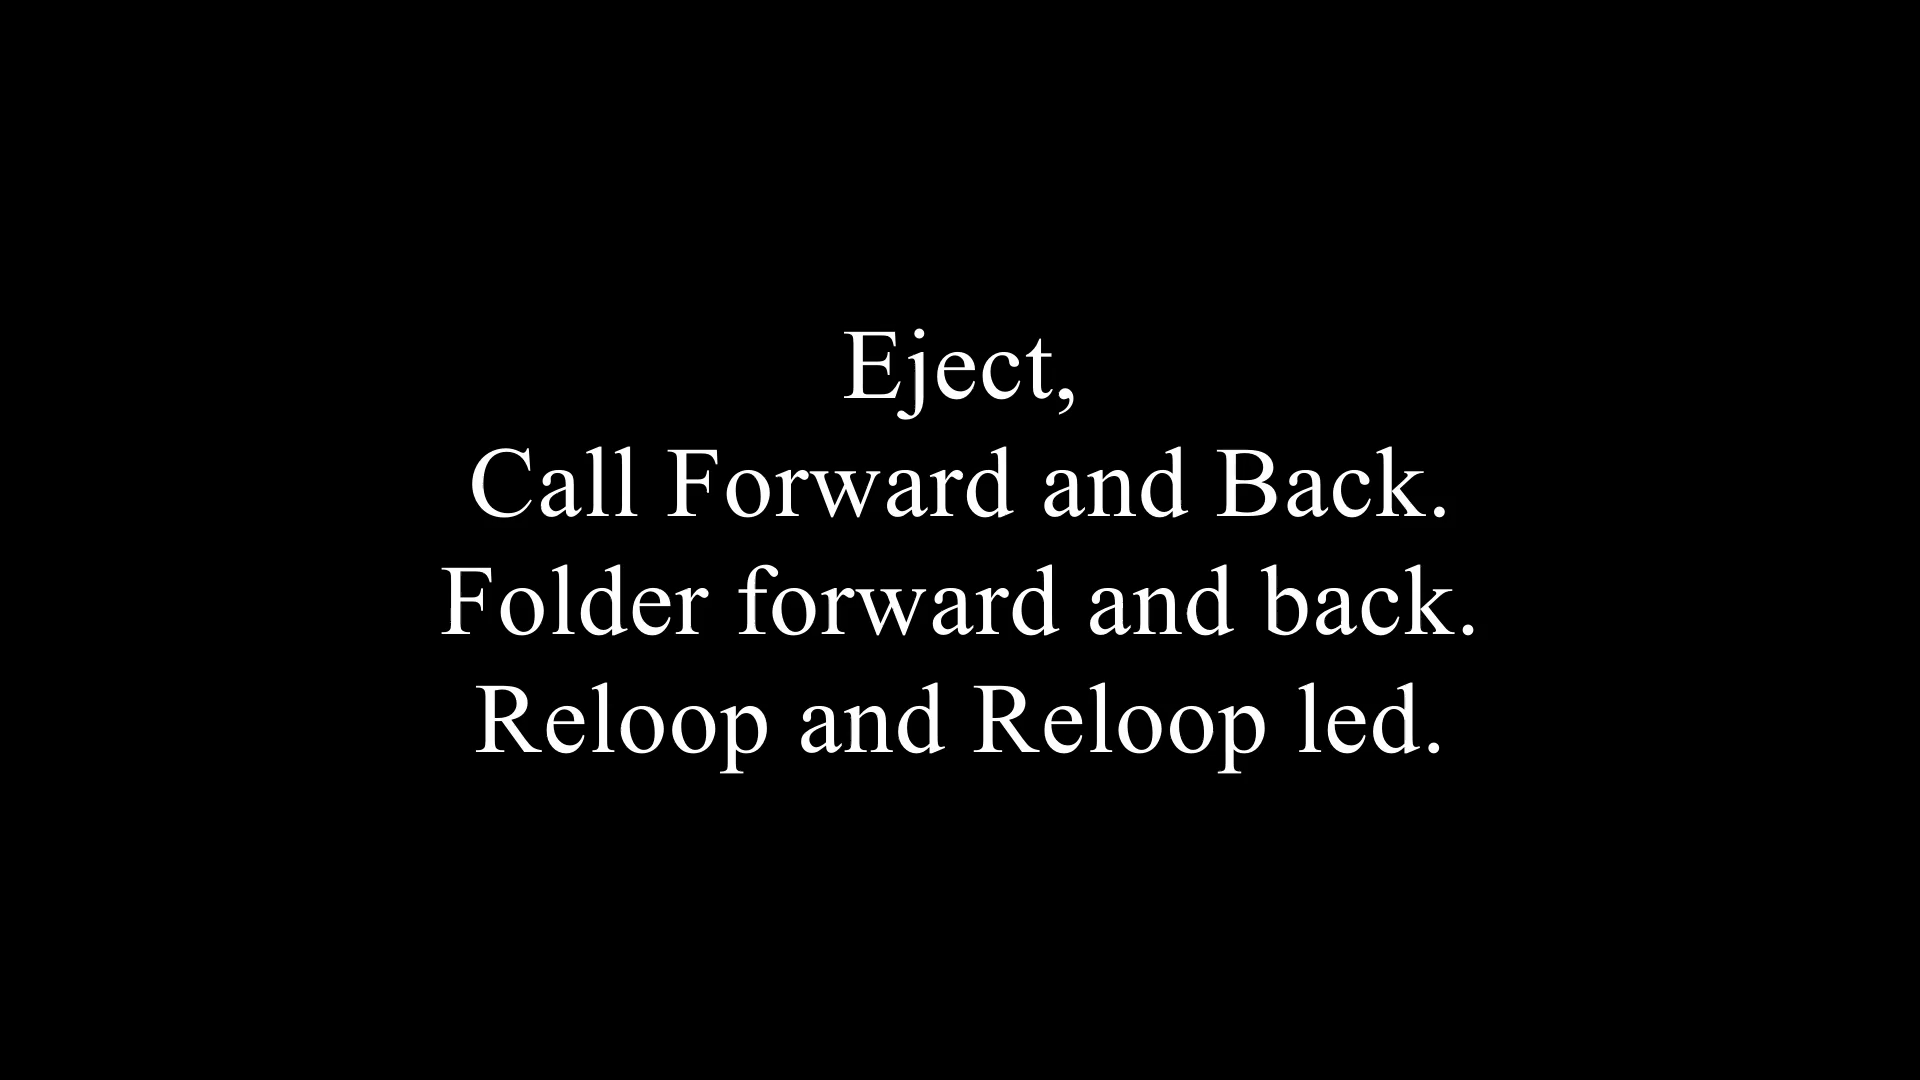 Eject,
Call Forward and Back.
Folder forward and back.
Reloop and Reloop led.